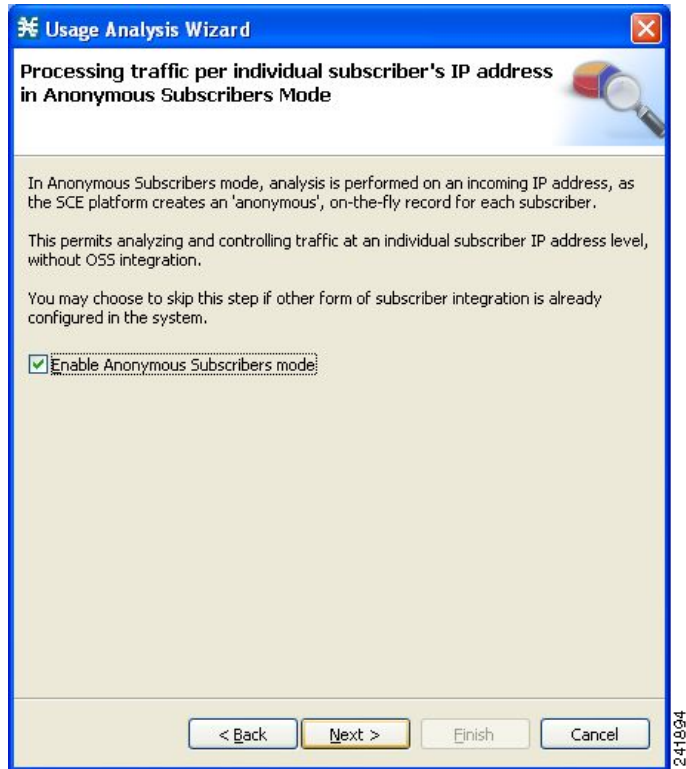 Usage Analysis Wizard
Processing traffic per individual subscriber's IP address
in Anonymous Subscribers Mode
In Anonymous Subscribers mode, analysis is performed on an incoming IP address, as
the SCE platform creates an 'anonymous', on-the-fly record for each subscriber.
This permits analyzing and controlling traffic at an individual subscriber IP address level,
without OSS integration.
You may choose to skip this step if other form of subscriber integration is already
configured in the system.
Enable Anonymous Subscribers mode
< Back Next > Finish Cancel
241894